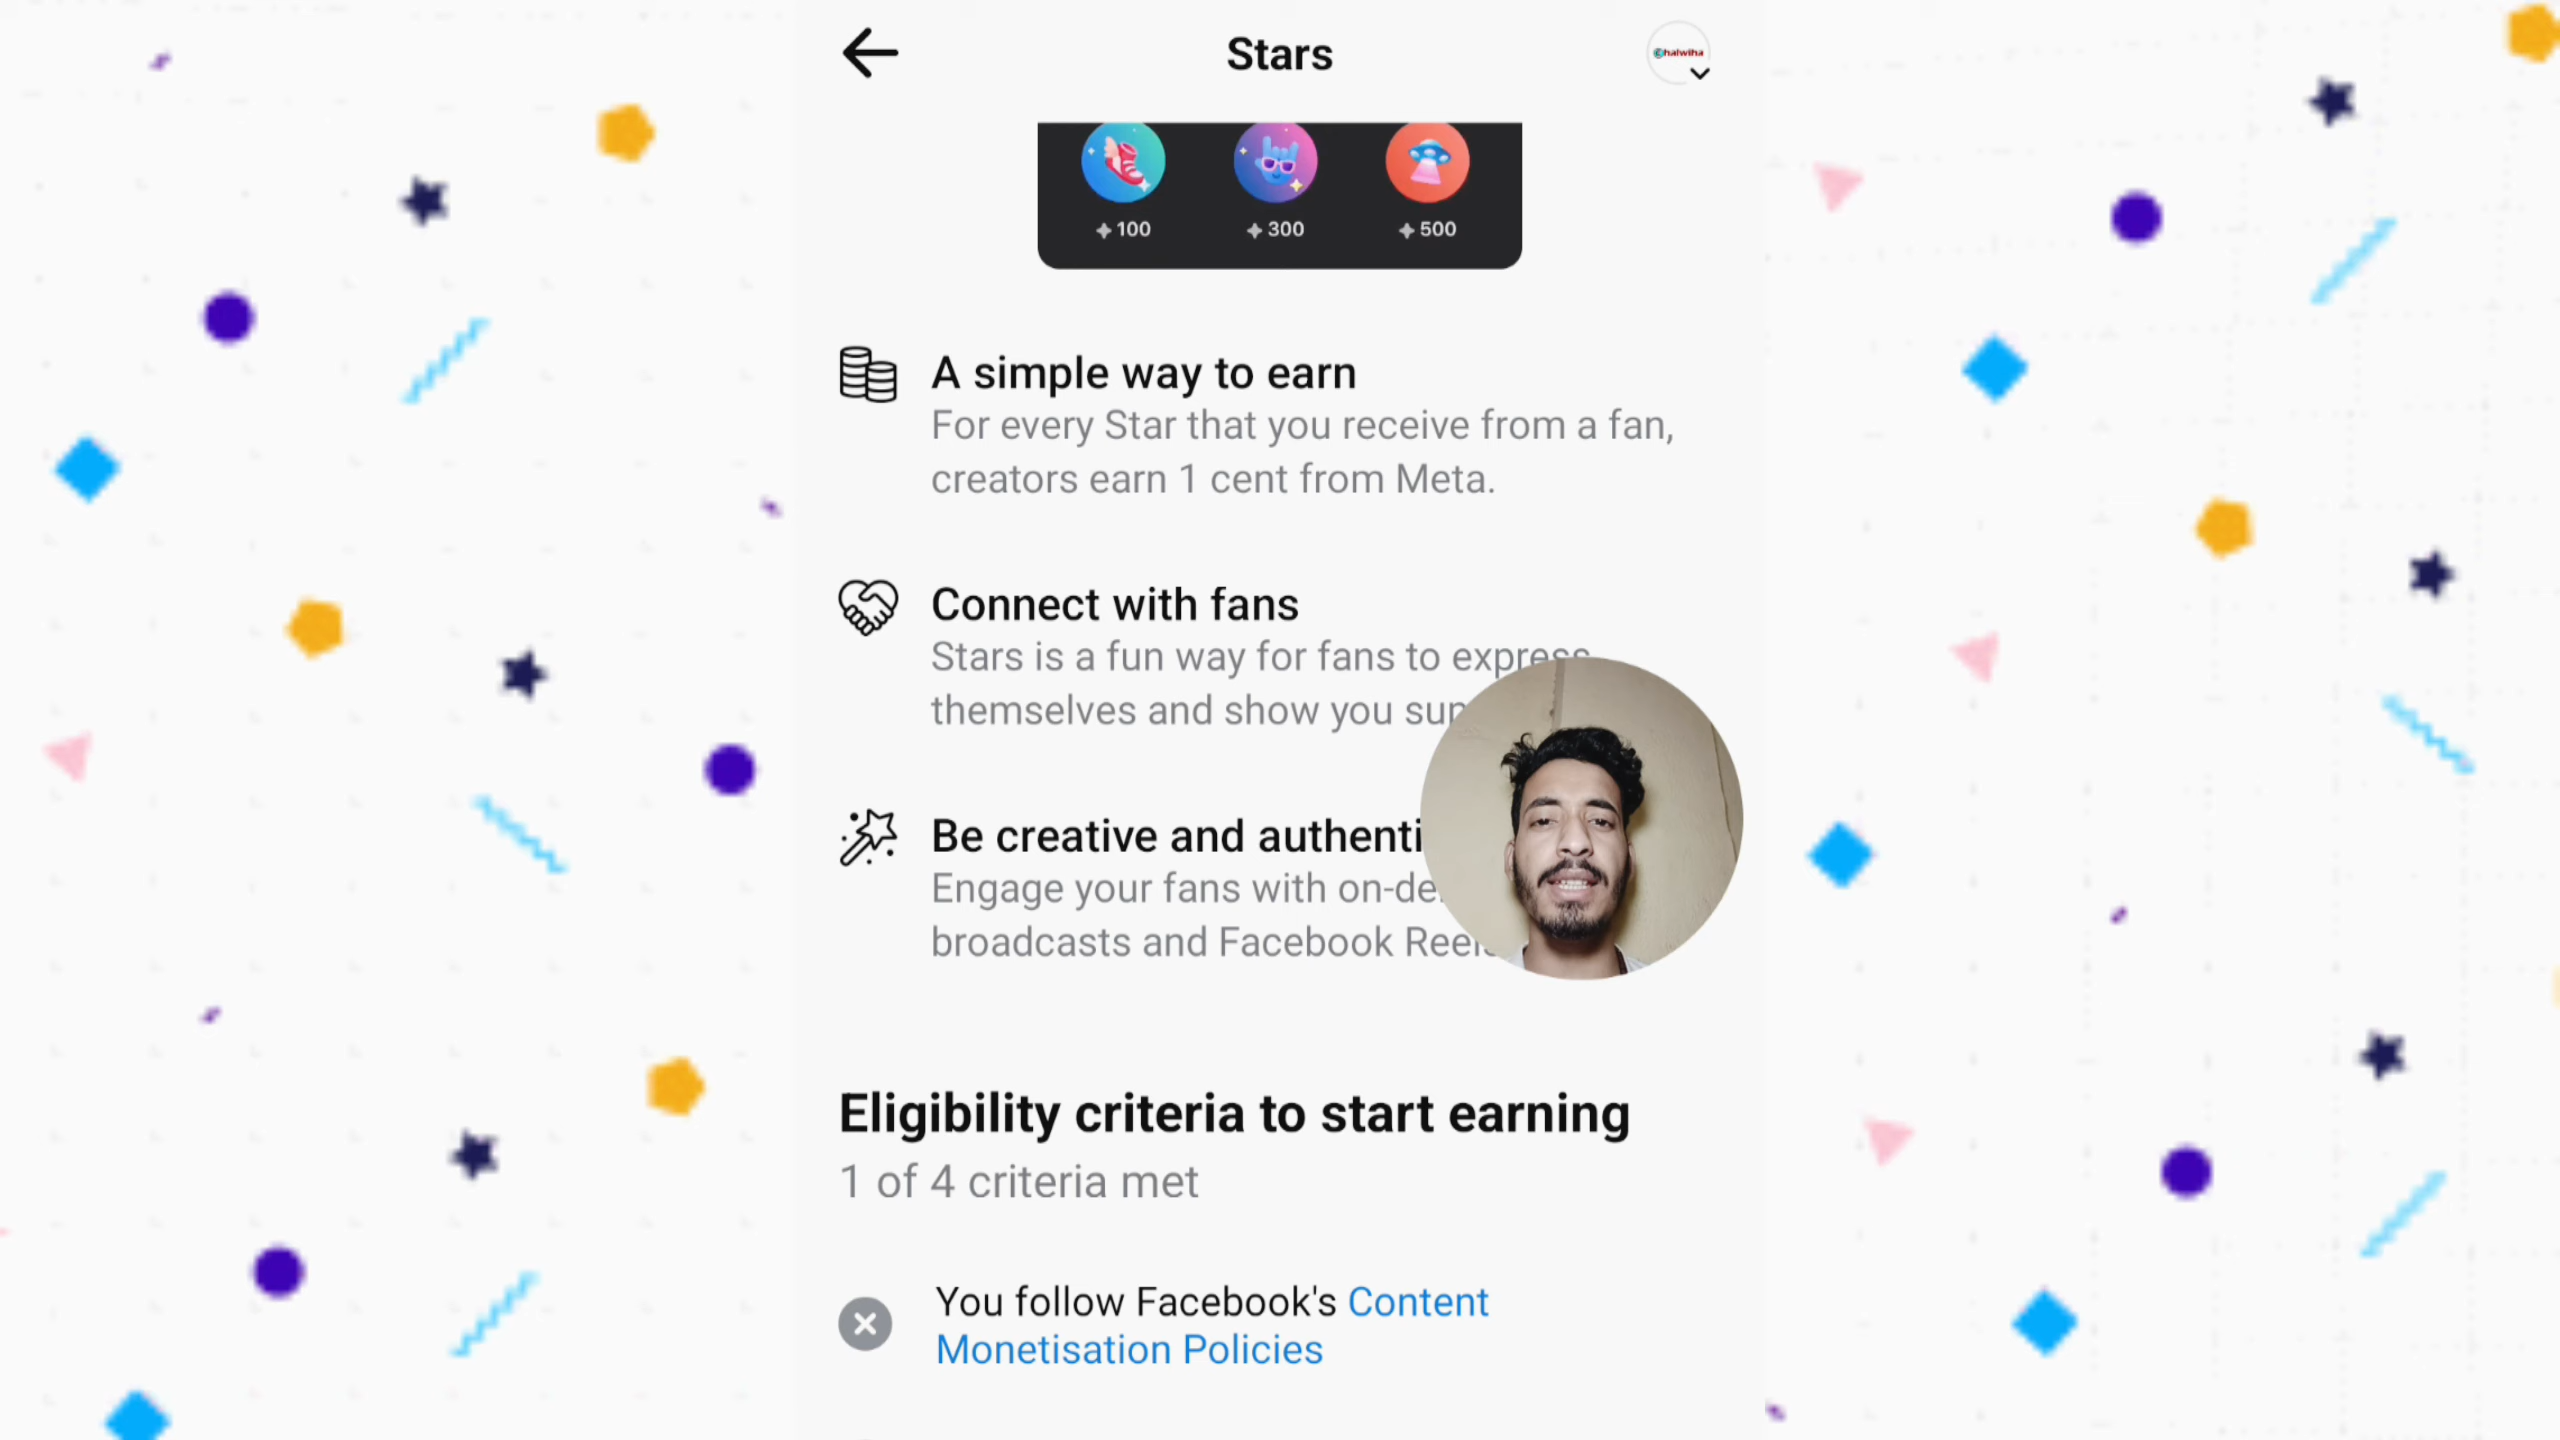 Stars
Chalwiha
100 300 500
A simple way to earn
For every Star that you receive from a fan,
creators earn 1 cent from Meta.
Connect with fans
Stars is a fun way for fans to express
themselves and show you
Be creative and
Engage your fans with
broadcasts and Facebook
Eligibility criteria to start earning
1 of 4 criteria met
You follow Facebook's Content
Monetisation Policies